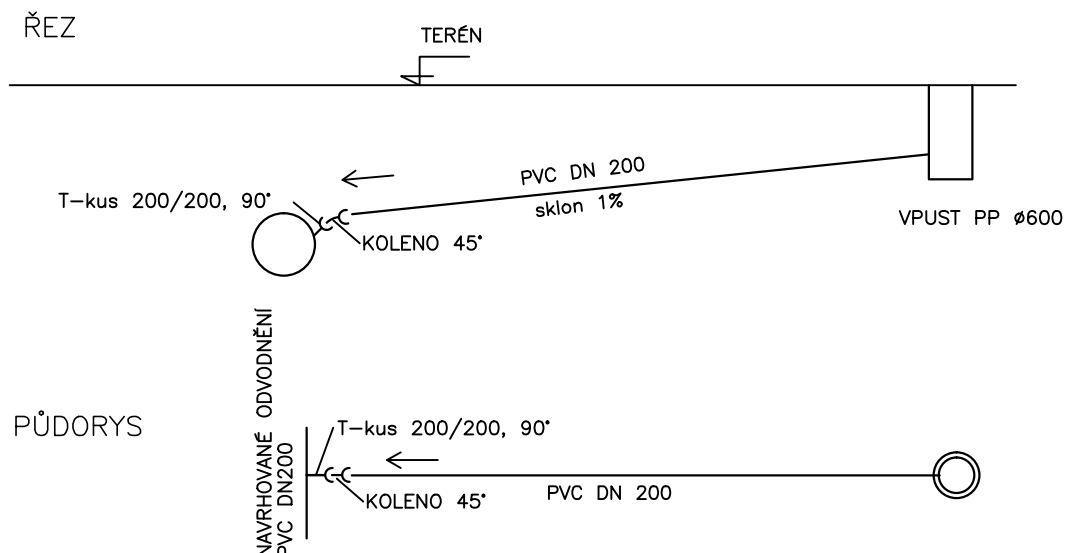 ŘEZ
TERÉN
PVC DN 200
sklon 1%
T-kus 200/200, 90°
KOLENO 45°
VPUST PP ø600
PŮDORYS
NAVRHOVANÉ ODVODNĚNÍ
PVC DN200
T-kus 200/200, 90°
KOLENO 45°
PVC DN 200